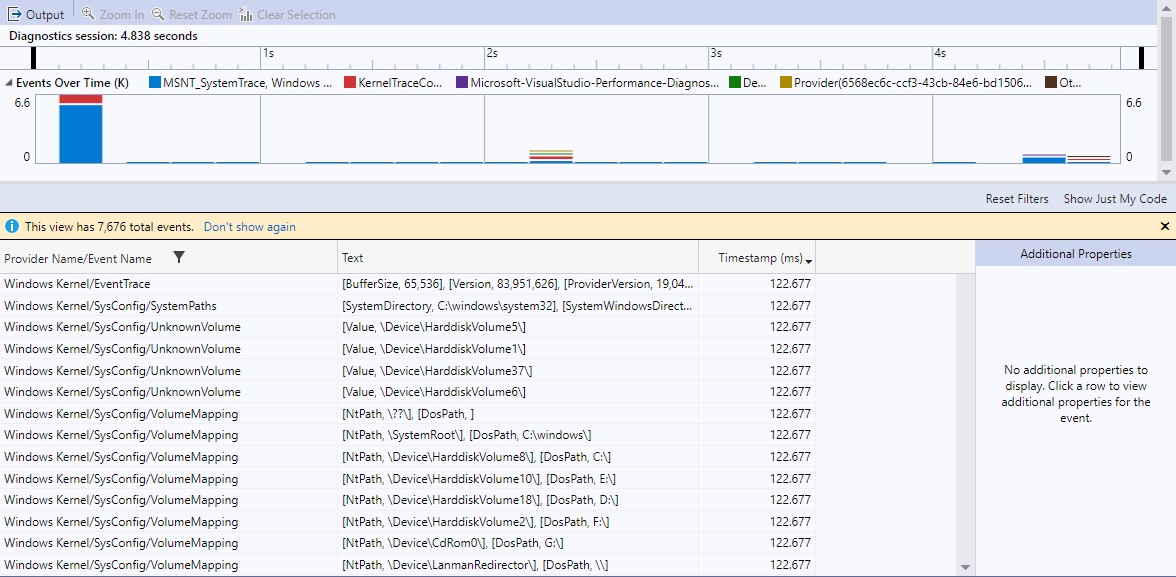 Output Zoom In Reset Zoom Clear Selection
Diagnostics session: 4.838 seconds
1s 2s 3s 4s
Events Over Time (K) MSNT_SystemTrace, Windows ... KernelTraceCo... Microsoft-VisualStudio-Performance-Diagnos... De... Provider(6568ec6c-ccf3-43cb-84e6-bd1506... Ot...
6.6 6.6
0 0
Reset Filters Show Just My Code
This view has 7,676 total events. Don't show again
Provider Name/Event Name Text Timestamp (ms) Additional Properties
Windows Kernel/EventTrace [BufferSize, 65,536], [Version, 83,951,626], [ProviderVersion, 19,04... 122.677
Windows Kernel/SysConfig/SystemPaths [SystemDirectory, C:\windows\system32], [SystemWindowsDirect... 122.677
Windows Kernel/SysConfig/UnknownVolume [Value, \Device\HarddiskVolume5\] 122.677
Windows Kernel/SysConfig/UnknownVolume [Value, \Device\HarddiskVolume1\] 122.677
Windows Kernel/SysConfig/UnknownVolume [Value, \Device\HarddiskVolume37\] 122.677
Windows Kernel/SysConfig/UnknownVolume [Value, \Device\HarddiskVolume6\] 122.677
Windows Kernel/SysConfig/VolumeMapping [NtPath, \??\], [DosPath, ] 122.677
Windows Kernel/SysConfig/VolumeMapping [NtPath, \SystemRoot\], [DosPath, C:\windows\] 122.677
Windows Kernel/SysConfig/VolumeMapping [NtPath, \Device\HarddiskVolume8\], [DosPath, C:\] 122.677
Windows Kernel/SysConfig/VolumeMapping [NtPath, \Device\HarddiskVolume10\], [DosPath, E:\] 122.677
Windows Kernel/SysConfig/VolumeMapping [NtPath, \Device\HarddiskVolume18\], [DosPath, D:\] 122.677
Windows Kernel/SysConfig/VolumeMapping [NtPath, \Device\HarddiskVolume2\], [DosPath, F:\] 122.677
Windows Kernel/SysConfig/VolumeMapping [NtPath, \Device\CdRom0\], [DosPath, G:\] 122.677
Windows Kernel/SysConfig/VolumeMapping [NtPath, \Device\LanmanRedirector\], [DosPath, \\] 122.677
No additional properties to
display. Click a row to view
additional properties for the
event.